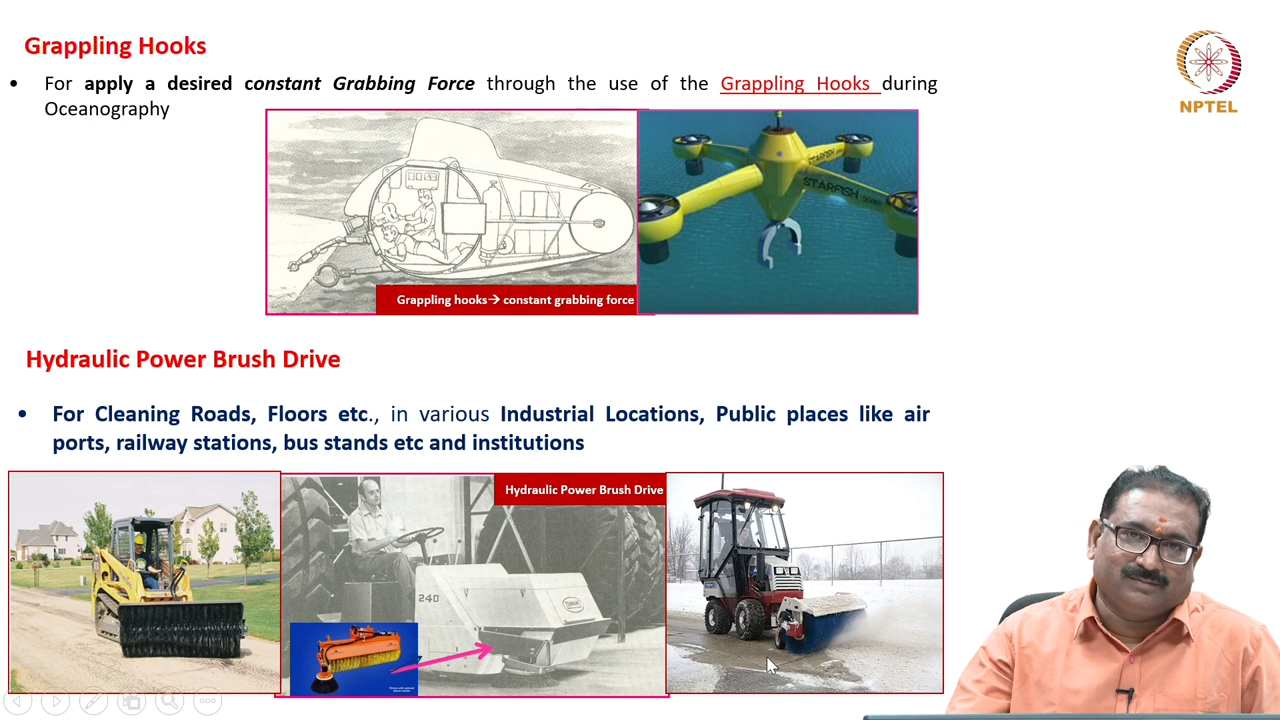 Grappling Hooks
• For apply a desired constant Grabbing Force through the use of the Grappling Hooks during
Oceanography
NPTEL
STARFISH
STARFISH
Grappling hooks→ constant grabbing force
Hydraulic Power Brush Drive
• For Cleaning Roads, Floors etc., in various Industrial Locations, Public places like air
ports, railway stations, bus stands etc and institutions
Hydraulic Power Brush Drive
240